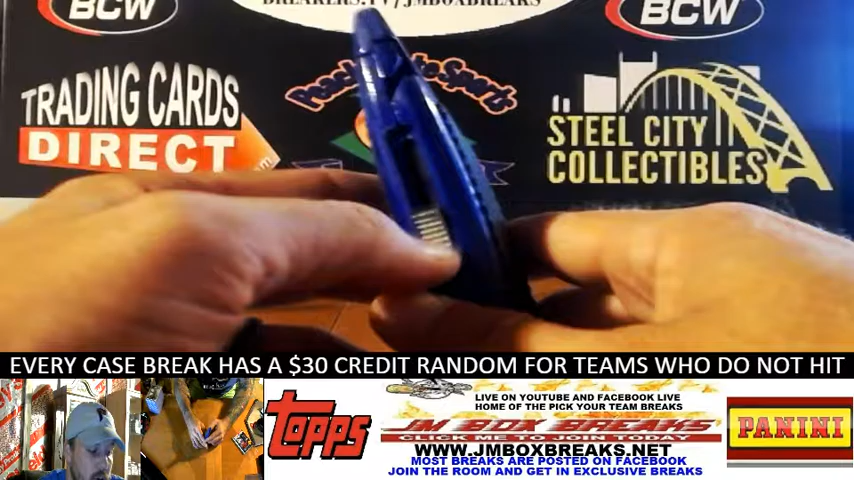 BCW
BREAKERS.TV/JMBOXBREAKS
BCW
TRADING CARDS
DIRECT
.com
STEEL CITY
COLLECTIBLES
EVERY CASE BREAK HAS A $30 CREDIT RANDOM FOR TEAMS WHO DO NOT HIT
topps
LIVE ON YOUTUBE AND FACEBOOK LIVE
HOME OF THE PICK YOUR TEAM BREAKS
JM BOX BREAKS
CLICK ME TO JOIN TODAY
WWW.JMBOXBREAKS.NET
MOST BREAKS ARE POSTED ON FACEBOOK
JOIN THE ROOM AND GET IN EXCLUSIVE BREAKS
PANINI